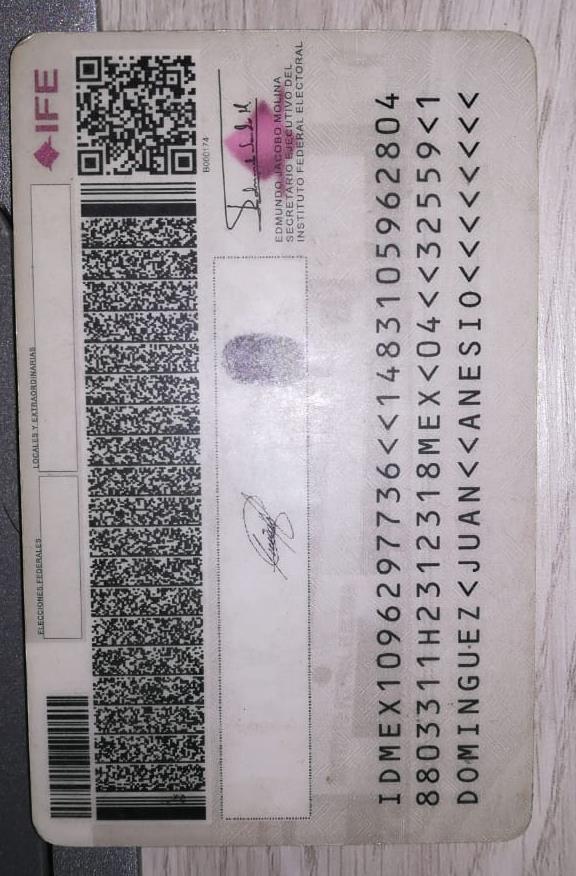 ELECCIONES FEDERALES
LOCALES Y EXTRAORDINARIAS
IFE
B000174
EDMUNDO JACOBO MOLINA
SECRETARIO EJECUTIVO DEL
INSTITUTO FEDERAL ELECTORAL
IDMEX1096297736<<1483105962804
8803311H2312318MEX<04<<32559<1
DOMINGUEZ<JUAN<<ANESIO<<<<<<<<